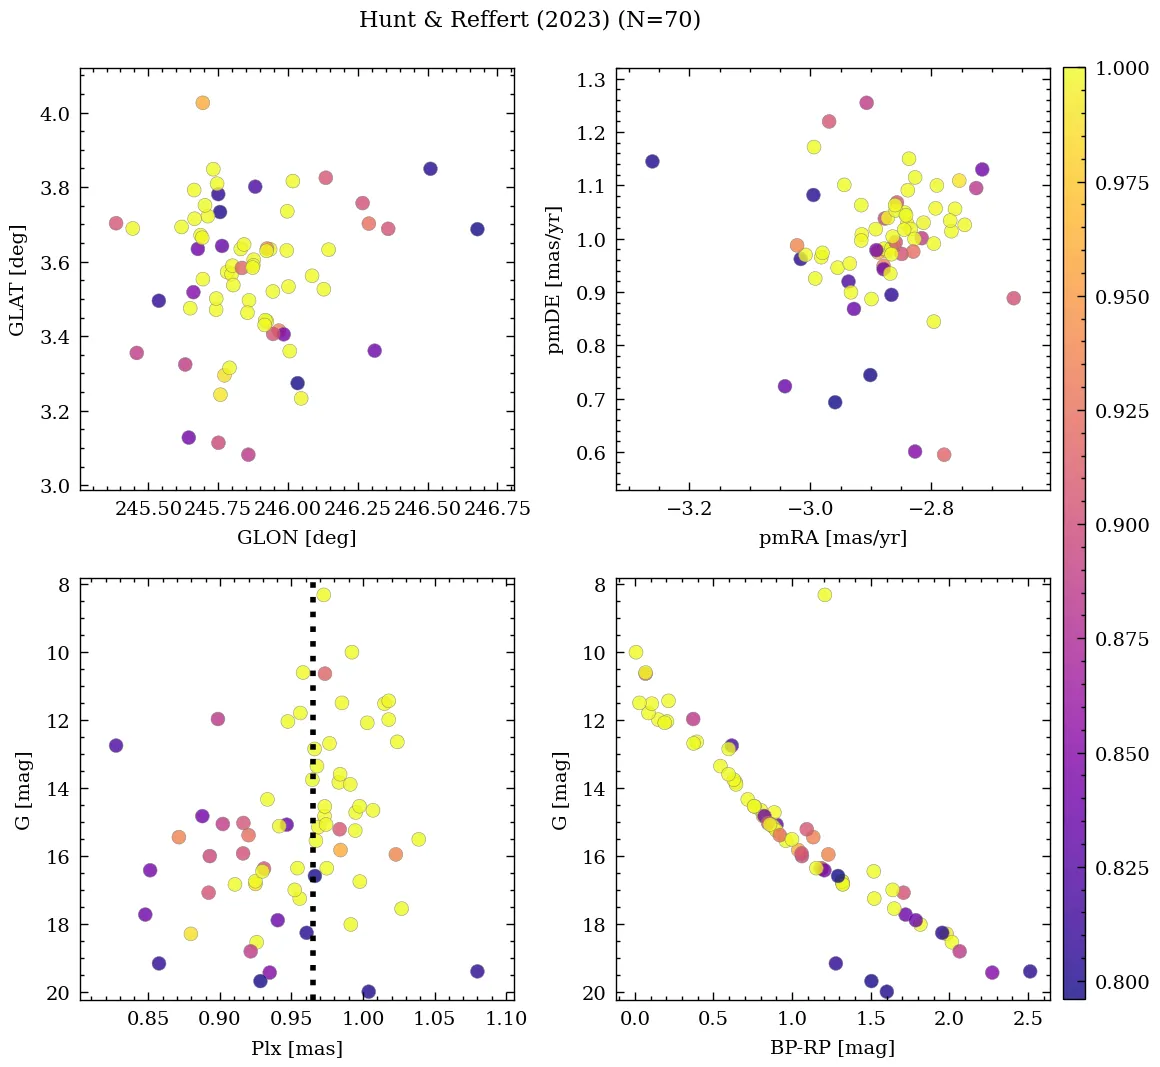 Hunt & Reffert (2023) (N=70)
4.0
3.8
3.6
3.4
3.2
3.0
GLAT [deg]
245.50 245.75 246.00 246.25 246.50 246.75
GLON [deg]
1.3
1.2
1.1
1.0
0.9
0.8
0.7
0.6
pmDE [mas/yr]
−3.2 −3.0 −2.8
pmRA [mas/yr]
8
10
12
14
16
18
20
G [mag]
0.85 0.90 0.95 1.00 1.05 1.10
Plx [mas]
8
10
12
14
16
18
20
G [mag]
0.0 0.5 1.0 1.5 2.0 2.5
BP-RP [mag]
1.000
0.975
0.950
0.925
0.900
0.875
0.850
0.825
0.800